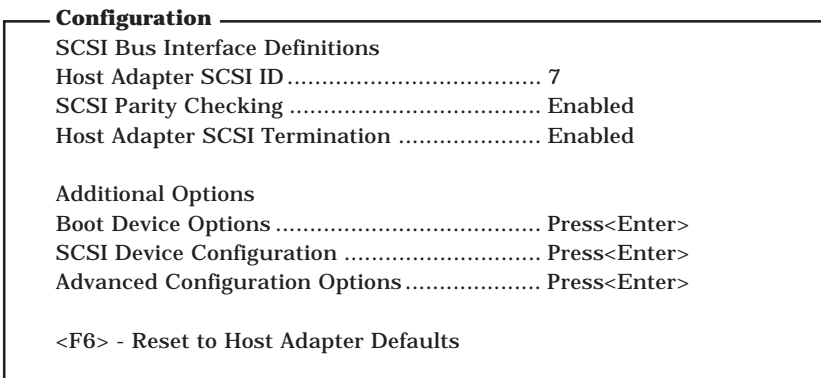 Configuration
SCSI Bus Interface Definitions
Host Adapter SCSI ID ..................................... 7
SCSI Parity Checking ..................................... Enabled
Host Adapter SCSI Termination ..................... Enabled
Additional Options
Boot Device Options ....................................... Press<Enter>
SCSI Device Configuration ............................. Press<Enter>
Advanced Configuration Options .................... Press<Enter>
<F6> - Reset to Host Adapter Defaults